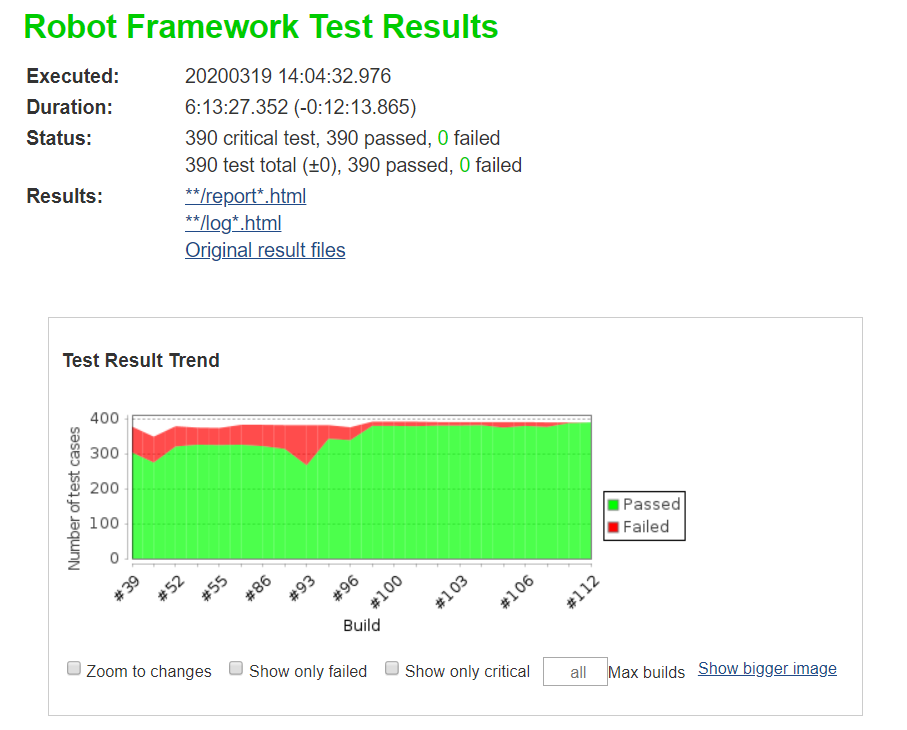 Robot Framework Test Results
Executed: 20200319 14:04:32.976
Duration: 6:13:27.352 (-0:12:13.865)
Status: 390 critical test, 390 passed, 0 failed
390 test total (±0), 390 passed, 0 failed
Results: **/report*.html
**/log*.html
Original result files
Test Result Trend
Number of test cases
400
300
200
100
0
Passed
Failed
#39 #52 #55 #86 #93 #96 #100 #103 #106 #112
Build
Zoom to changes Show only failed Show only critical all Max builds Show bigger image